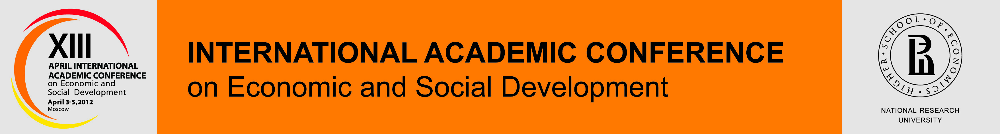 XIII
APRIL INTERNATIONAL
ACADEMIC CONFERENCE
on Economic and
Social Development
April 3-5, 2012
Moscow
INTERNATIONAL ACADEMIC CONFERENCE
on Economic and Social Development
HIGHER • SCHOOL • OF • ECONOMICS •
NATIONAL RESEARCH
UNIVERSITY